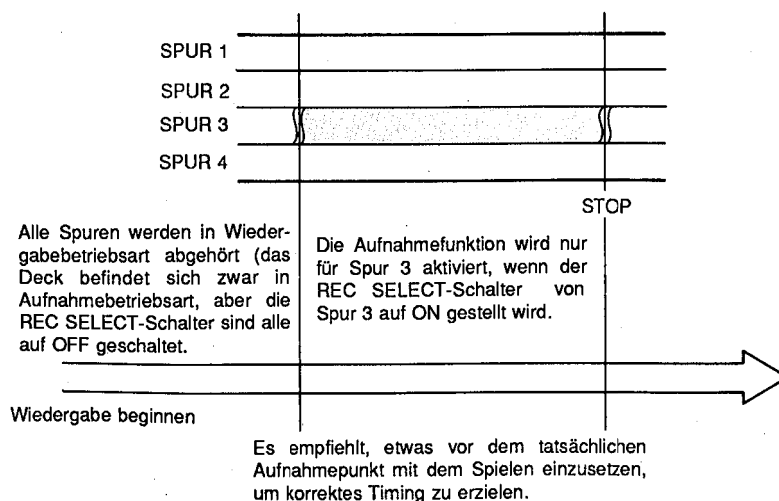 SPUR 1
SPUR 2
SPUR 3
SPUR 4
STOP
Alle Spuren werden in Wieder-
gabebetriebsart abgehört (das
Deck befindet sich zwar in
Aufnahmebetriebsart, aber die
REC SELECT-Schalter sind alle
auf OFF geschaltet.
Die Aufnahmefunktion wird nur
für Spur 3 aktiviert, wenn der
REC SELECT-Schalter von
Spur 3 auf ON gestellt wird.
Wiedergabe beginnen
Es empfiehlt, etwas vor dem tatsächlichen
Aufnahmepunkt mit dem Spielen einzusetzen,
um korrektes Timing zu erzielen.